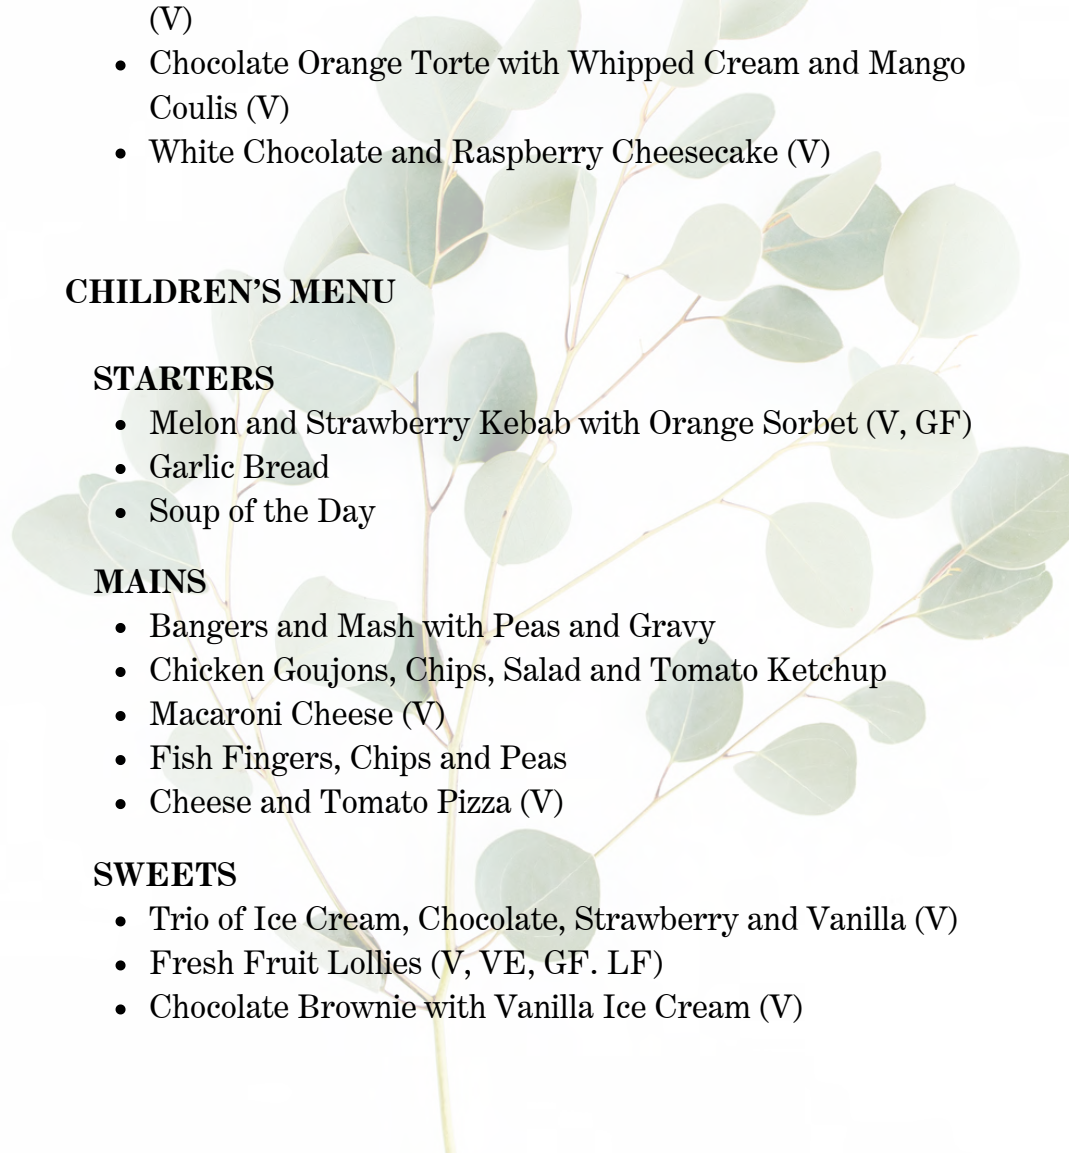 (V)
• Chocolate Orange Torte with Whipped Cream and Mango
Coulis (V)
• White Chocolate and Raspberry Cheesecake (V)
CHILDREN'S MENU
STARTERS
• Melon and Strawberry Kebab with Orange Sorbet (V, GF)
• Garlic Bread
• Soup of the Day
MAINS
• Bangers and Mash with Peas and Gravy
• Chicken Goujons, Chips, Salad and Tomato Ketchup
• Macaroni Cheese (V)
• Fish Fingers, Chips and Peas
• Cheese and Tomato Pizza (V)
SWEETS
• Trio of Ice Cream, Chocolate, Strawberry and Vanilla (V)
• Fresh Fruit Lollies (V, VE, GF. LF)
• Chocolate Brownie with Vanilla Ice Cream (V)